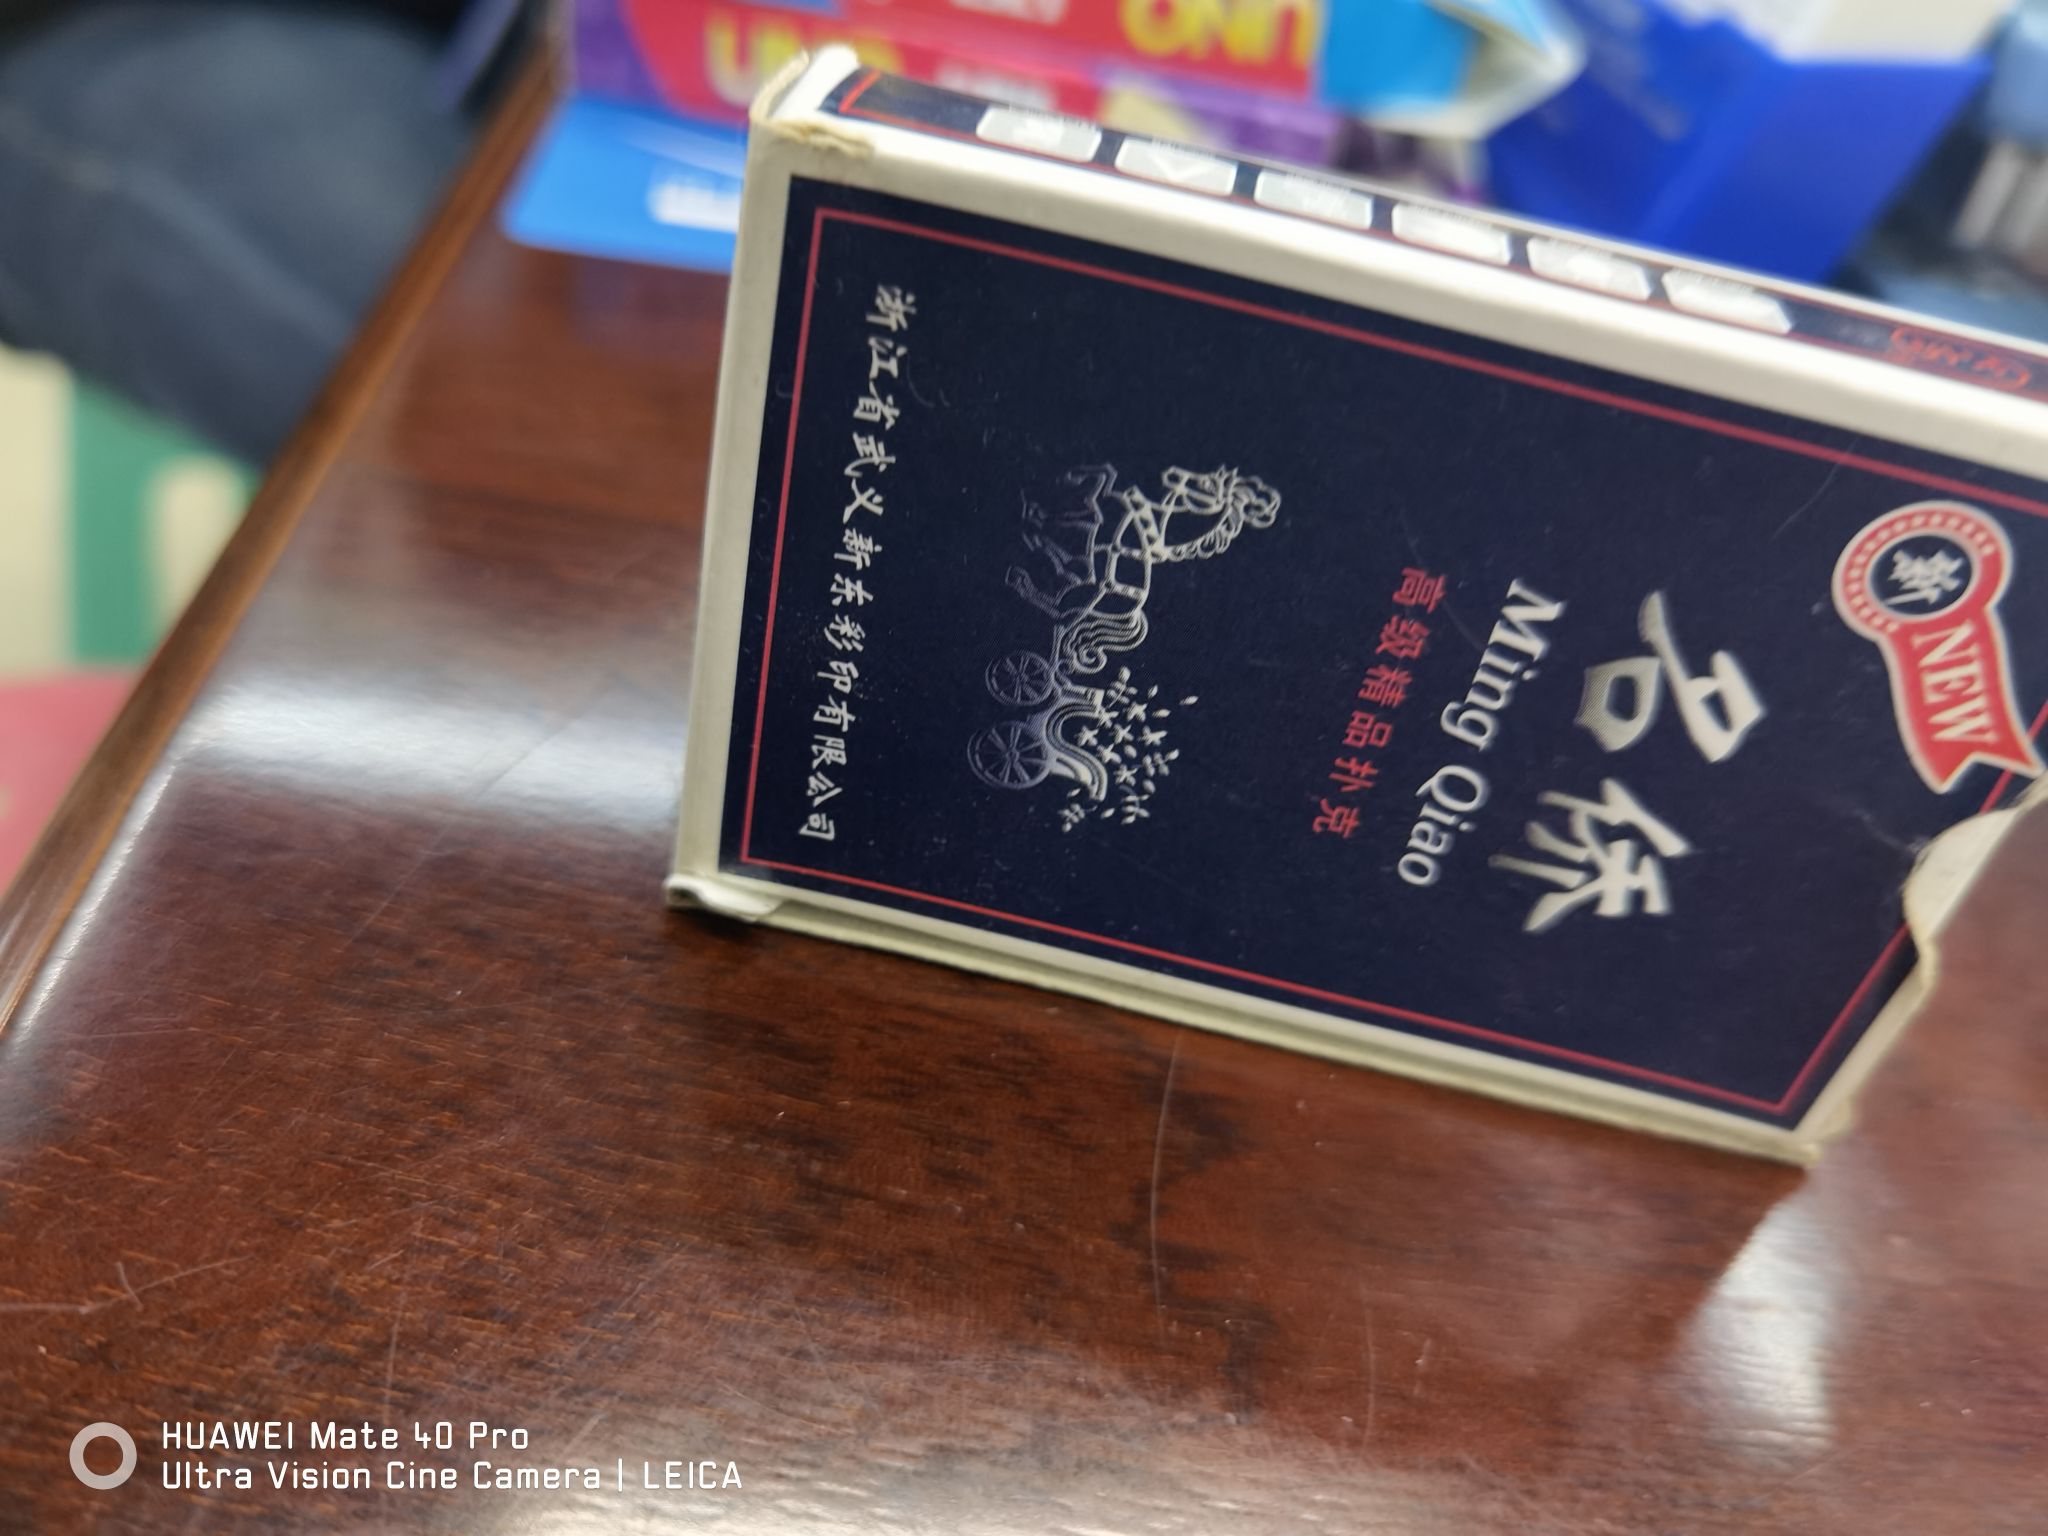 UNO
新
NEW
名侨
Ming Qiao
高级精品扑克
浙江省武义新东彩印有限公司
HUAWEI Mate 40 Pro
Ultra Vision Cine Camera | LEICA